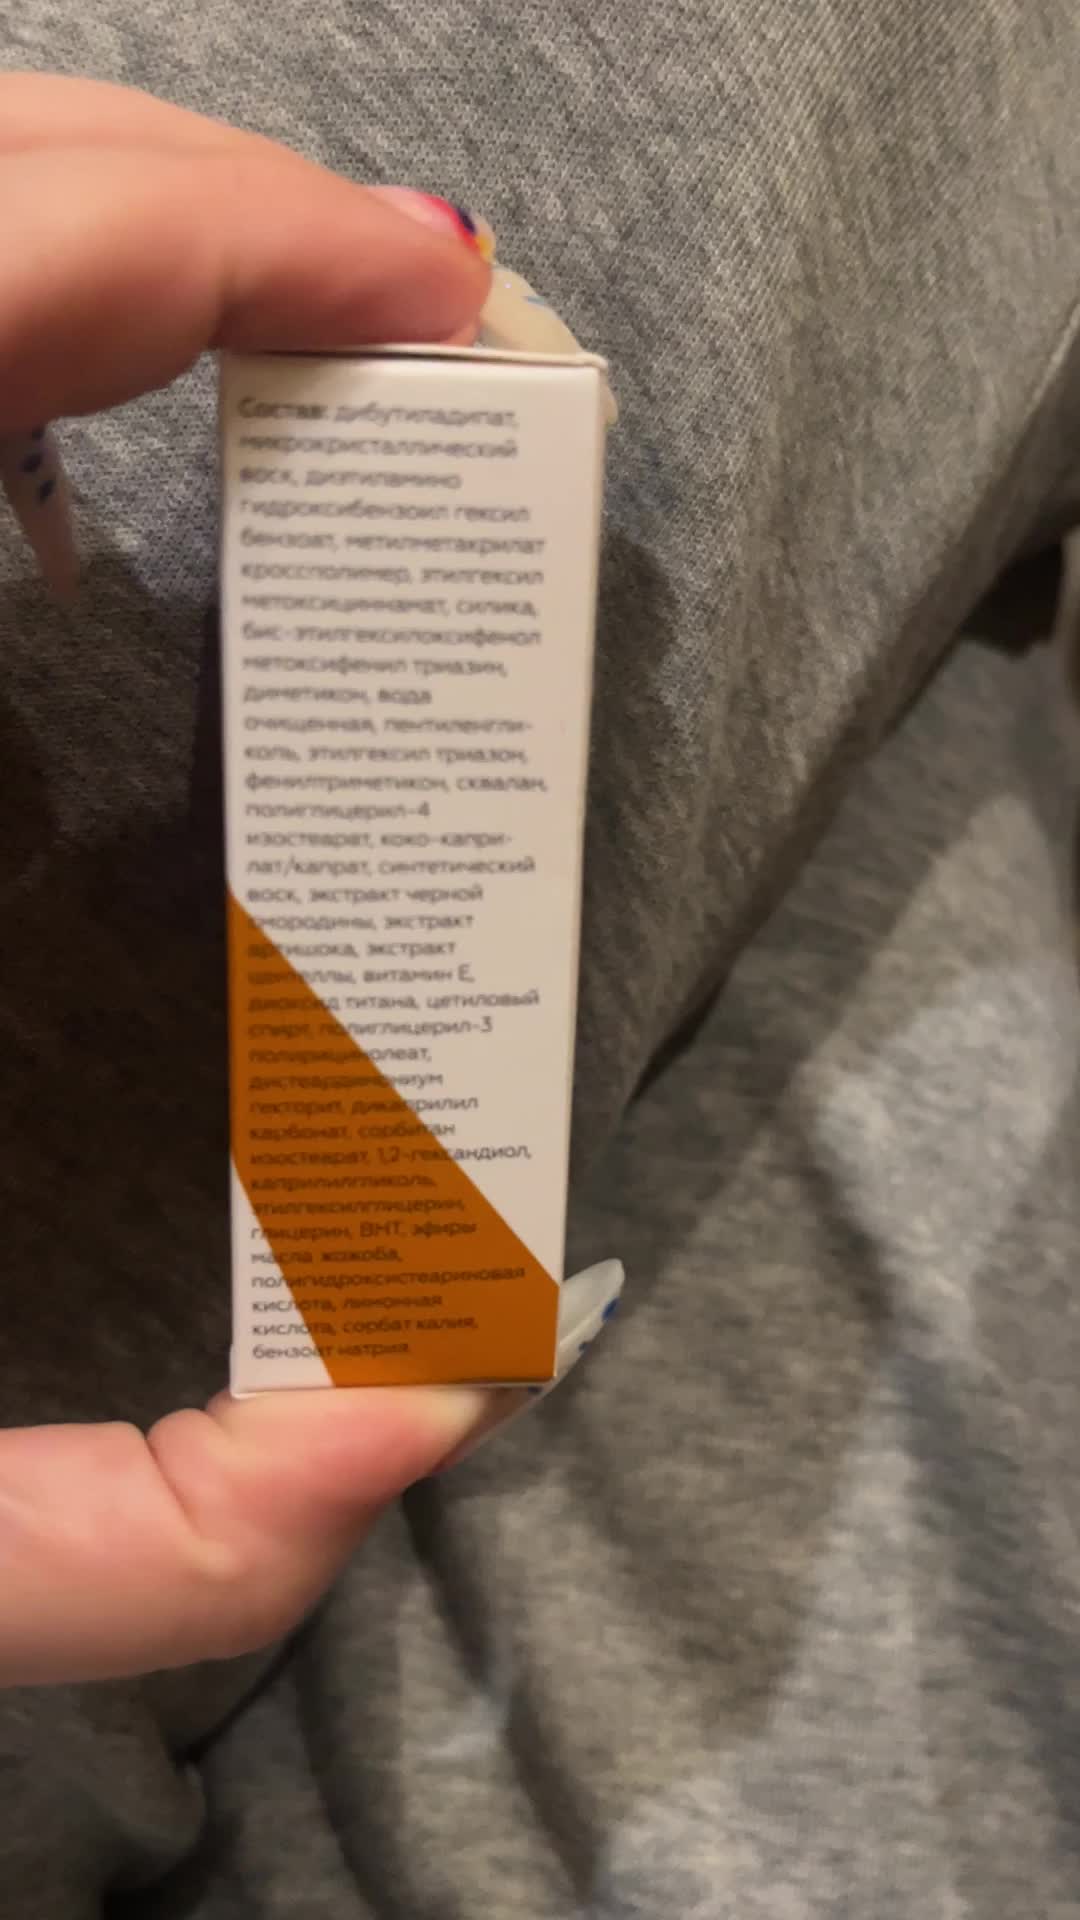 Состав: дибутиладипат,
микрокристаллический
воск, диэтиламино
гидроксибензоил гексил
бензоат, метилметакрилат
кроссполимер, этилгексил
метоксициннамат, силика,
бис-этилгексилоксифенол
метоксифенил триазин,
диметикон, вода
очищенная, пентиленгли-
коль, этилгексил триазон,
фенилтриметикон, сквалан,
полиглицерил-4
изостеарат, коко-капри-
лат/капрат, синтетический
воск, экстракт черной
смородины, экстракт
артишока, экстракт
центеллы, витамин Е,
диоксид титана, цетиловый
спирт, полиглицерил-3
полирицинолеат,
дистеардимониум
гекторит, дикаприлил
карбонат, сорбитан
изостеарат, 1,2-гександиол,
каприлилгликоль,
этилгексилглицерин,
глицерин, BHT, эфиры
масла жожоба,
полигидроксистеариновая
кислота, лимонная
кислота, сорбат калия,
бензоат натрия